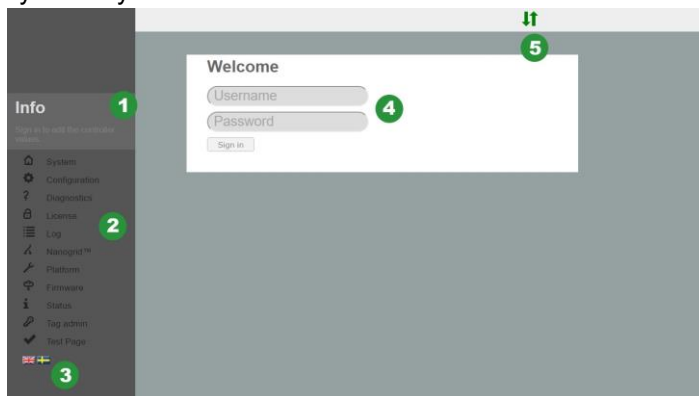 5
Welcome
Username
4
Password
Sign in
Info
1
Sign in to edit the controller
values.
System
Configuration
Diagnostics
License
2
Log
Nanogrid™
Platform
Firmware
Status
Tag admin
Test Page
3